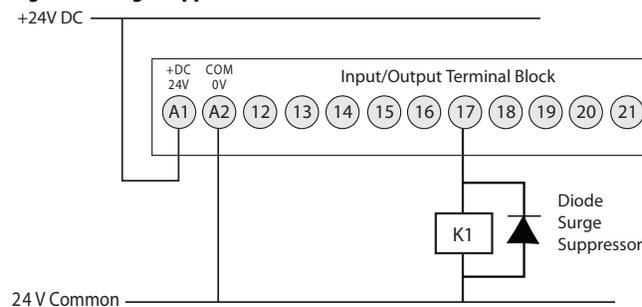 +24V DC
+DC
24V
COM
0V
Input/Output Terminal Block
A1 A2 12 13 14 15 16 17 18 19 20 21
K1
Diode
Surge
Suppressor
24 V Common